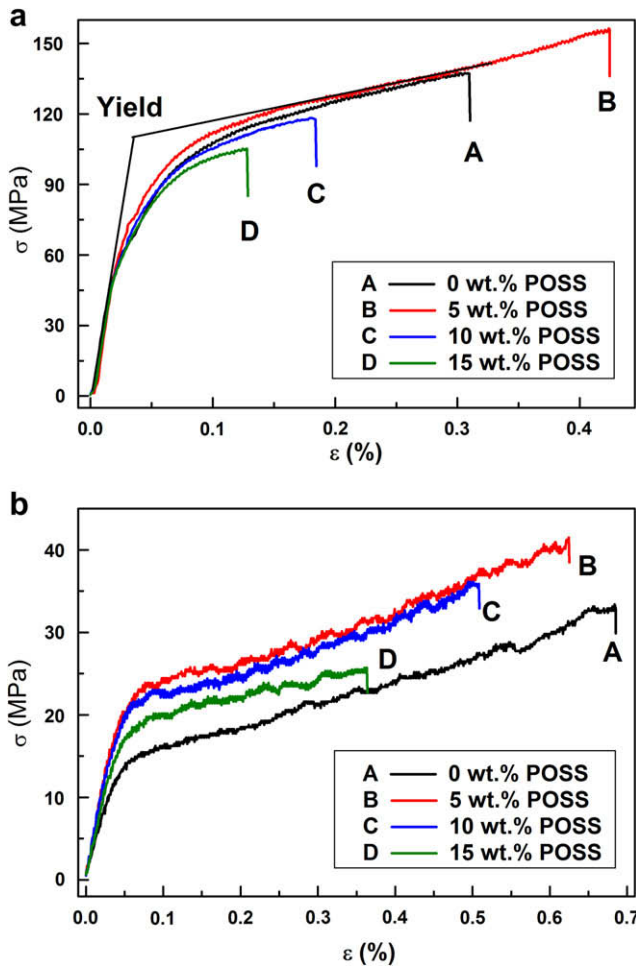 a
150
120
90
60
30
0
σ (MPa)
Yield
B
A
C
D
A 0 wt.% POSS
B 5 wt.% POSS
C 10 wt.% POSS
D 15 wt.% POSS
0.0 0.1 0.2 0.3 0.4
ε (%)
b
40
30
20
10
0
σ (MPa)
B
C
A
D
A 0 wt.% POSS
B 5 wt.% POSS
C 10 wt.% POSS
D 15 wt.% POSS
0.0 0.1 0.2 0.3 0.4 0.5 0.6 0.7
ε (%)